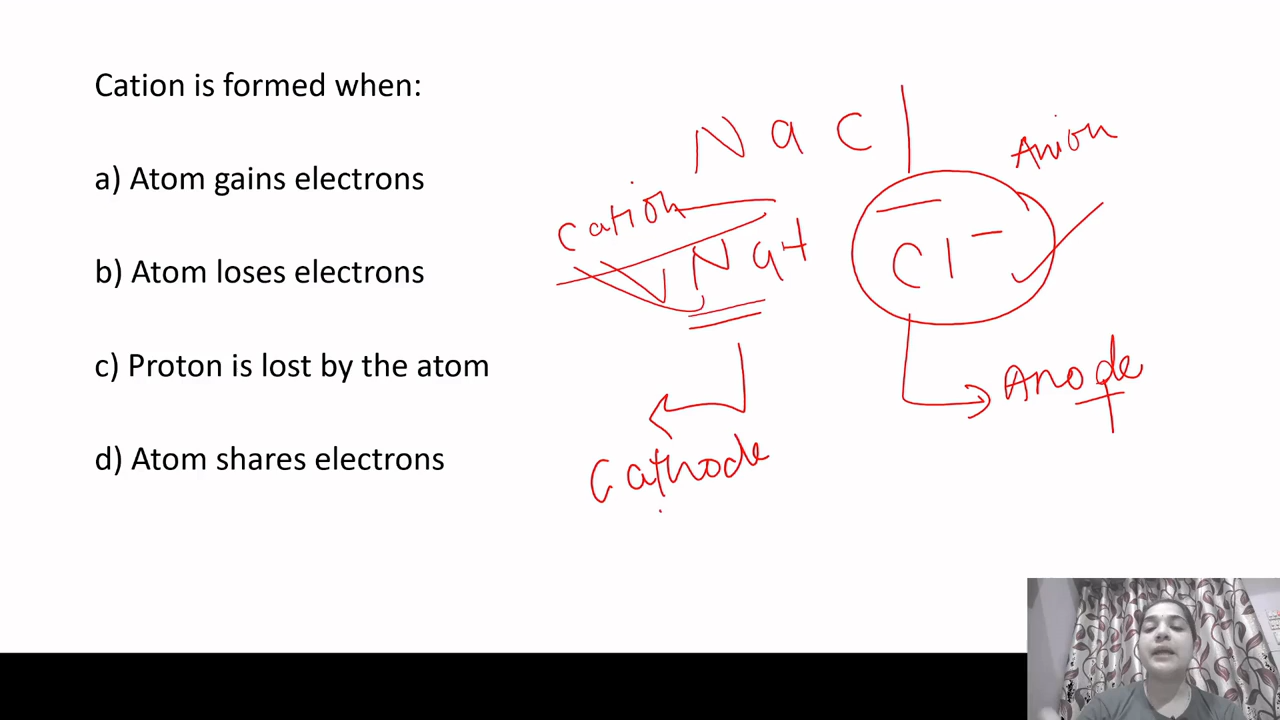 Cation is formed when:
a) Atom gains electrons
b) Atom loses electrons
c) Proton is lost by the atom
d) Atom shares electrons
NaCl
Cation
Anion
Na+
Cl-
Cathode
Anode
+